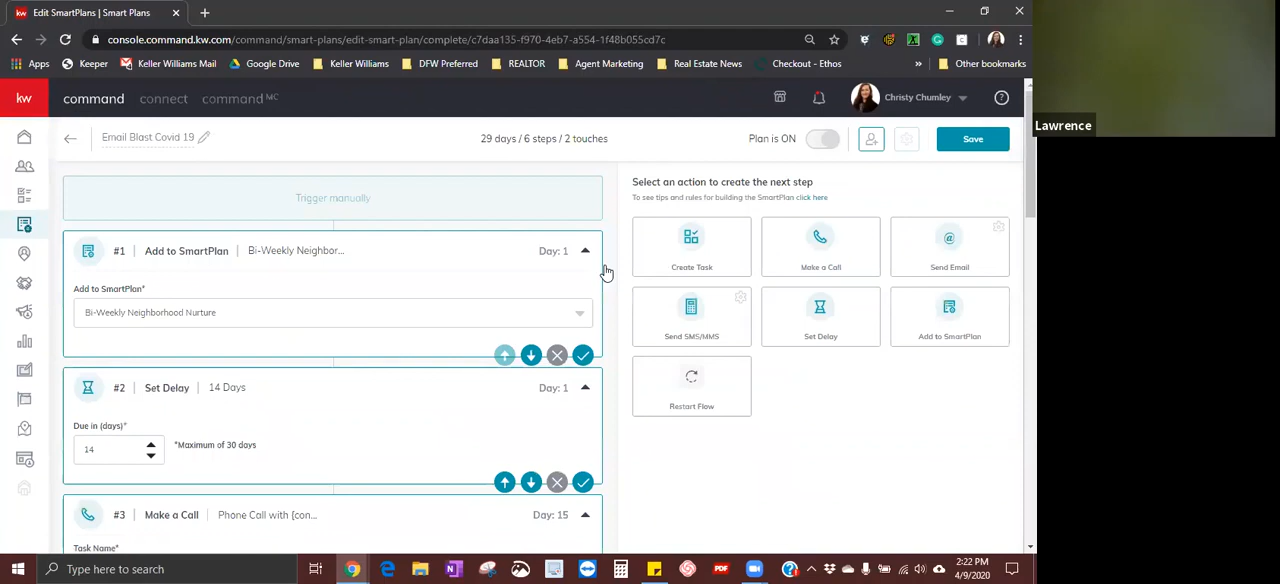 kw Edit SmartPlans | Smart Plans
console.command.kw.com/command/smart-plans/edit-smart-plan/complete/c7daa135-f970-4eb7-a554-1f48b055cd7c
Apps Keeper Keller Williams Mail Google Drive Keller Williams DFW Preferred REALTOR Agent Marketing Real Estate News Checkout - Ethos » Other bookmarks
kw command connect command MC Christy Chumley
Lawrence
Email Blast Covid 19 29 days / 6 steps / 2 touches Plan is ON Save
Trigger manually
#1 Add to SmartPlan Bi-Weekly Neighbor... Day: 1
Add to SmartPlan*
Bi-Weekly Neighborhood Nurture
#2 Set Delay 14 Days Day: 1
Due in (days)*
14 *Maximum of 30 days
#3 Make a Call Phone Call with [con... Day: 15
Task Name*
Select an action to create the next step
To see tips and rules for building the SmartPlan click here
Create Task Make a Call Send Email
Send SMS/MMS Set Delay Add to SmartPlan
Restart Flow
Type here to search
2:22 PM
4/9/2020